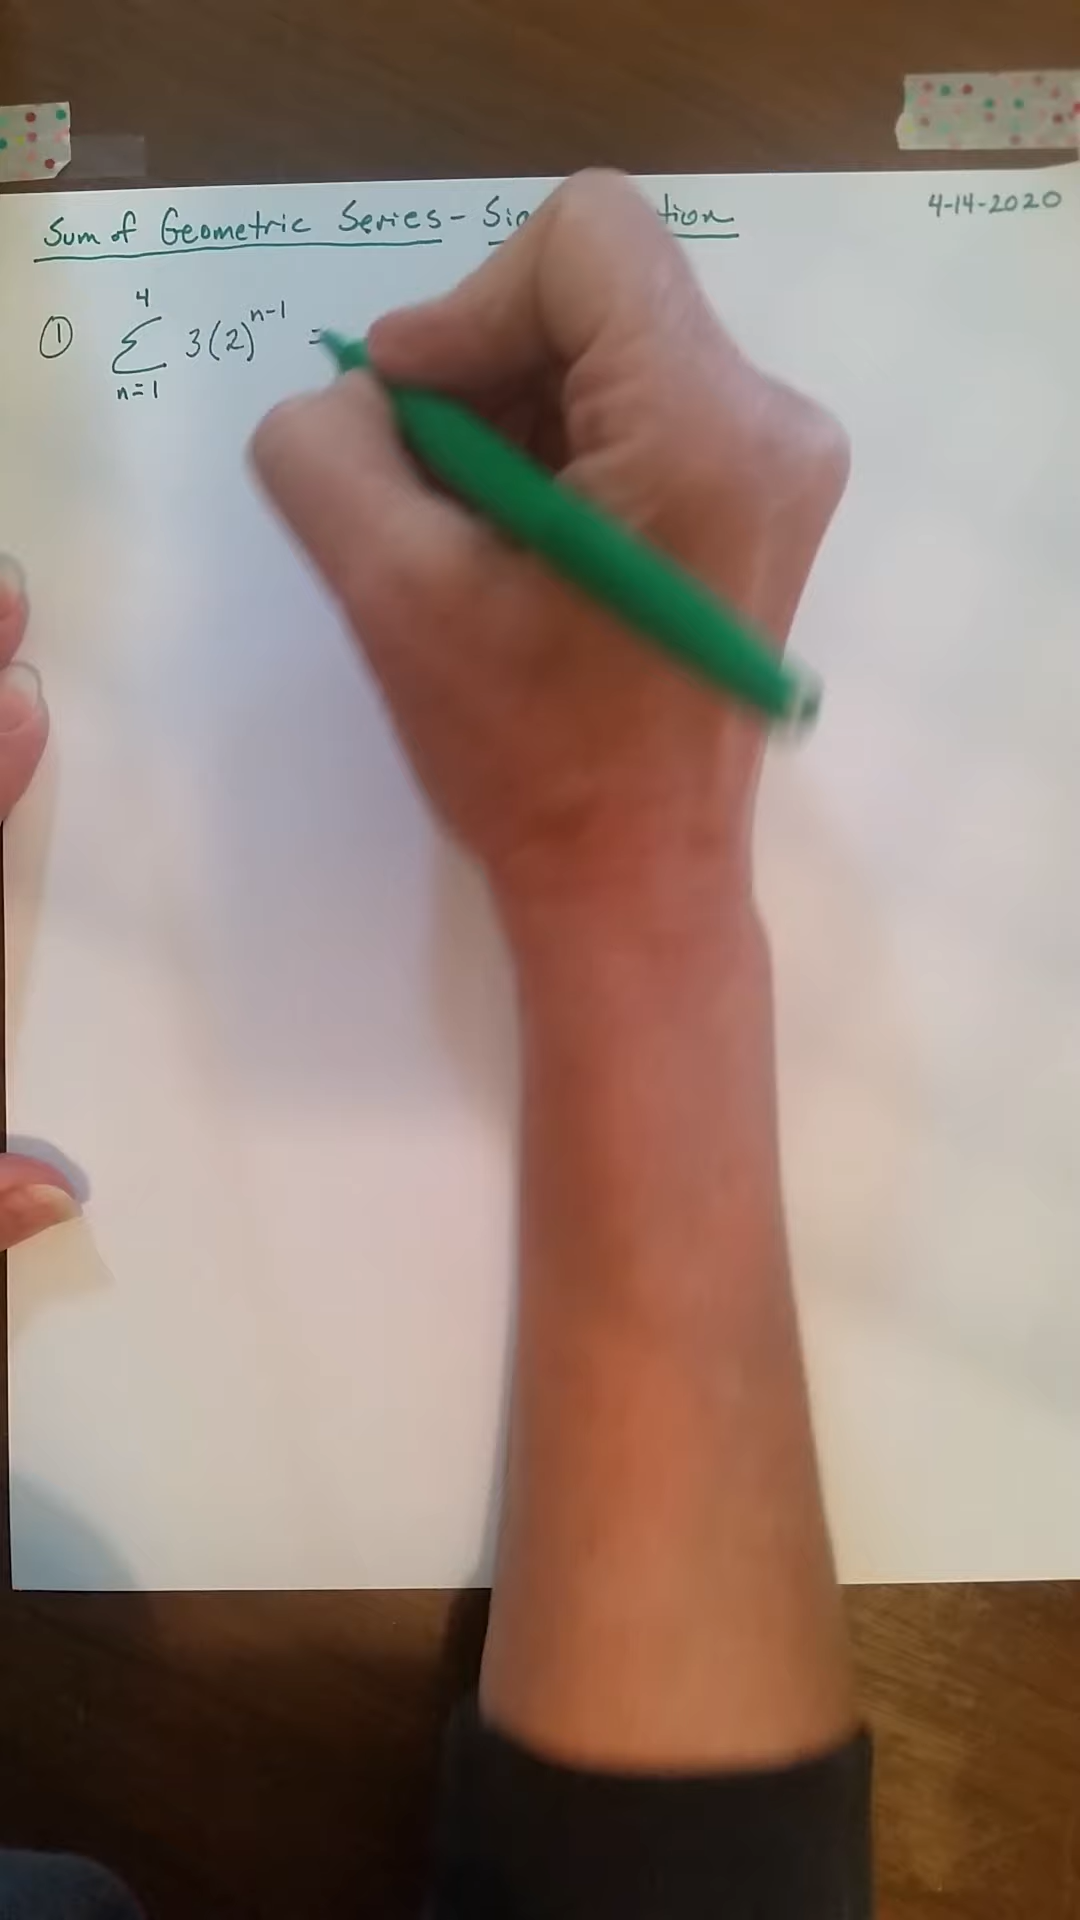 Sum of Geometric Series - 4-14-2020
4
① Σ 3(2)^{n-1} =
n=1